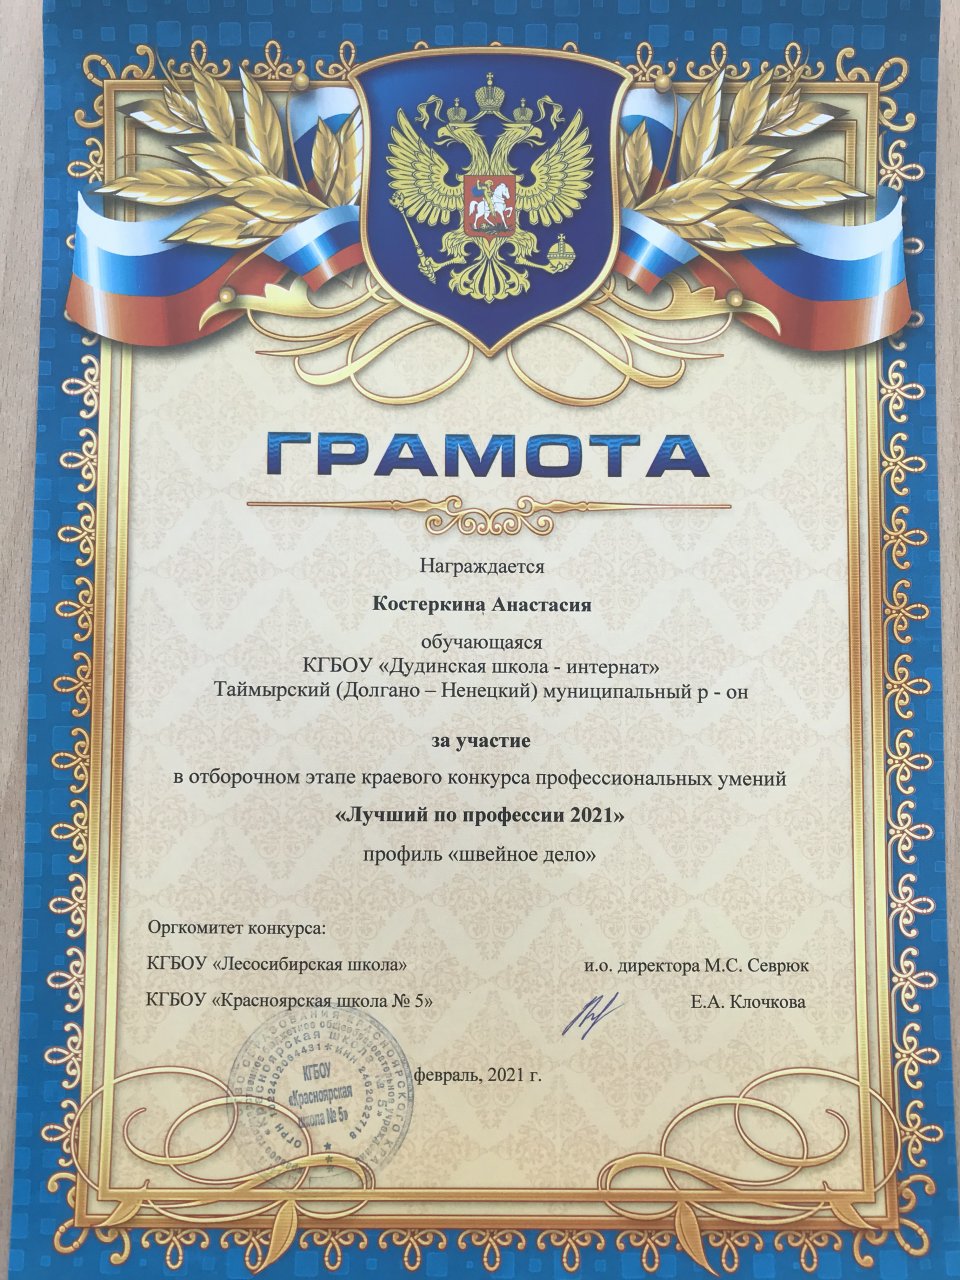 ГРАМОТА
Награждается
Костеркина Анастасия
обучающаяся
КГБОУ «Дудинская школа - интернат»
Таймырский (Долгано – Ненецкий) муниципальный р - он
за участие
в отборочном этапе краевого конкурса профессиональных умений
«Лучший по профессии 2021»
профиль «швейное дело»
Оргкомитет конкурса:
КГБОУ «Лесосибирская школа» и.о. директора М.С. Севрюк
КГБОУ «Красноярская школа № 5» Е.А. Клочкова
февраль, 2021 г.
КГБОУ
«Красноярская
школа № 5»